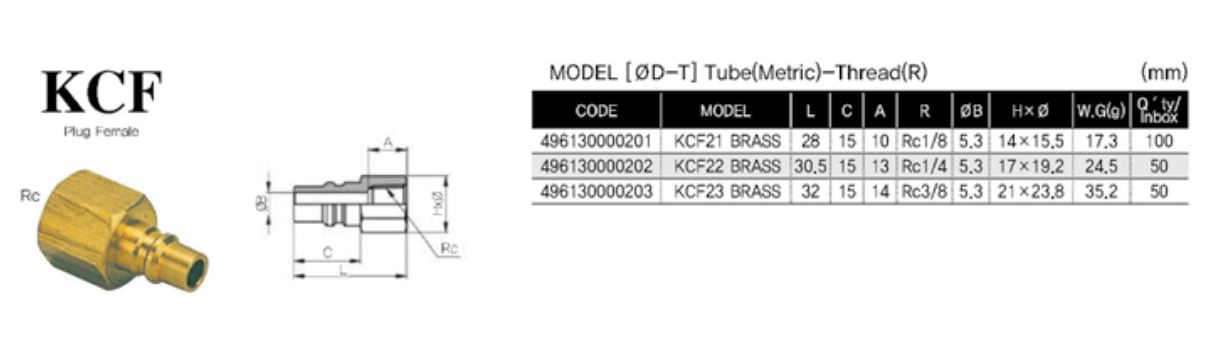 KCF
Plug Female
Rc
A
ØB
H×Ø
Rc
C
L
MODEL [ØD-T] Tube(Metric)-Thread(R) (mm)
CODE MODEL L C A R ØB H×Ø W.G(g) Q´ty/Inbox
496130000201 KCF21 BRASS 28 15 10 Rc1/8 5.3 14×15.5 17.3 100
496130000202 KCF22 BRASS 30.5 15 13 Rc1/4 5.3 17×19.2 24.5 50
496130000203 KCF23 BRASS 32 15 14 Rc3/8 5.3 21×23.8 35.2 50